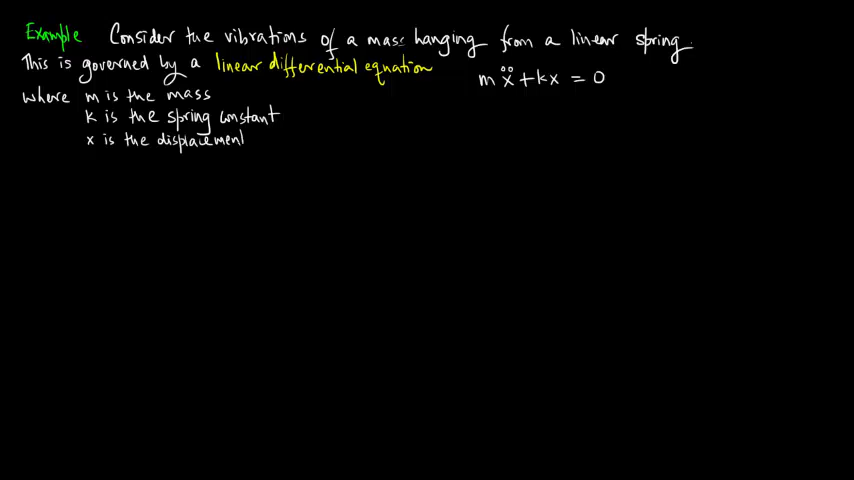 Example Consider the vibrations of a mass hanging from a linear spring.
This is governed by a linear differential equation mẍ + kx = 0
where m is the mass
k is the spring constant
x is the displacement